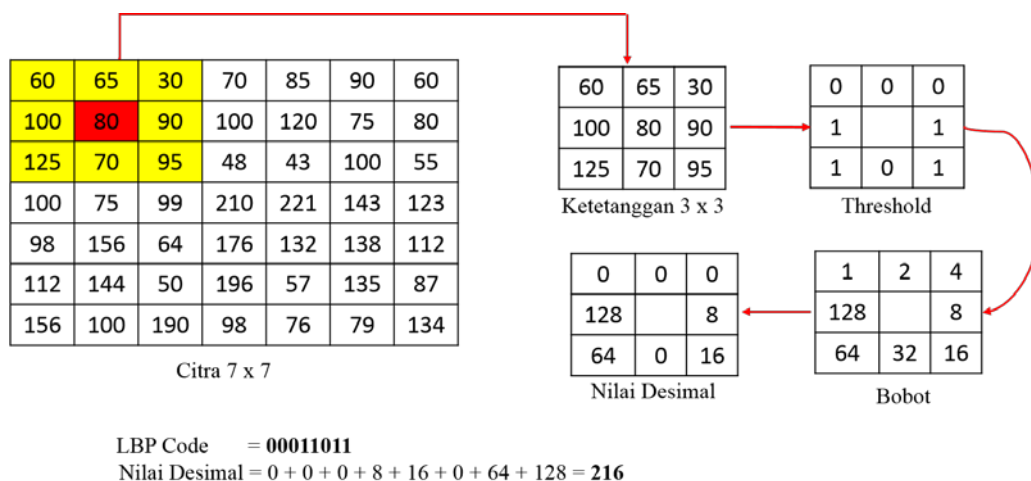 60 65 30 70 85 90 60
100 80 90 100 120 75 80
125 70 95 48 43 100 55
100 75 99 210 221 143 123
98 156 64 176 132 138 112
112 144 50 196 57 135 87
156 100 190 98 76 79 134
Citra 7 x 7
60 65 30
100 80 90
125 70 95
Ketetanggan 3 x 3
0 0 0
1 1
1 0 1
Threshold
1 2 4
128 8
64 32 16
Bobot
0 0 0
128 8
64 0 16
Nilai Desimal
LBP Code = 00011011
Nilai Desimal = 0 + 0 + 0 + 8 + 16 + 0 + 64 + 128 = 216